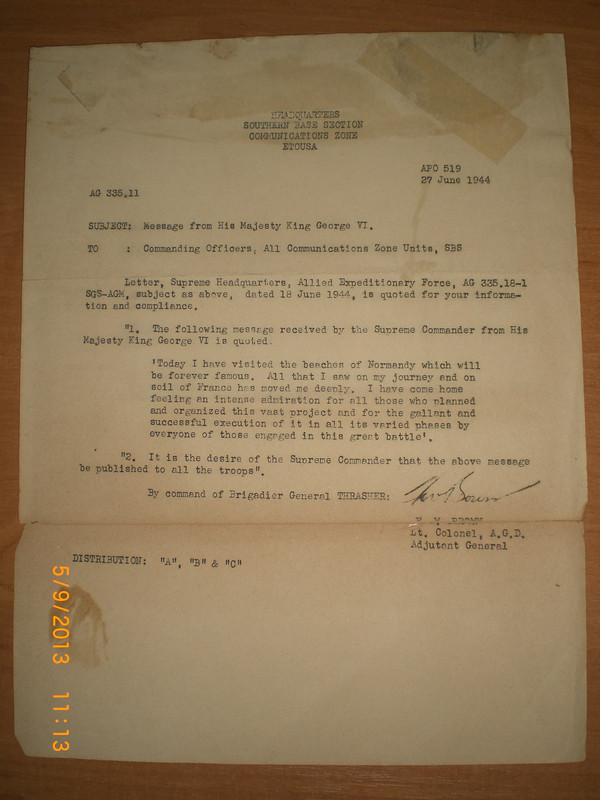 HEADQUARTERS
SOUTHERN BASE SECTION
COMMUNICATIONS ZONE
ETOUSA
APO 519
27 June 1944
AG 335.11
SUBJECT: Message from His Majesty King George VI.
TO : Commanding Officers, All Communications Zone Units, SBS
Letter, Supreme Headquarters, Allied Expeditionary Force, AG 335.18-1
SGS-AGM, subject as above, dated 18 June 1944, is quoted for your informa-
tion and compliance.
"1. The following message received by the Supreme Commander from His
Majesty King George VI is quoted.
'Today I have visited the beaches of Normandy which will
be forever famous. All that I saw on my journey and on
soil of France has moved me deeply. I have come home
feeling an intense admiration for all those who planned
and organized this vast project and for the gallant and
successful execution of it in all its varied phases by
everyone of those engaged in this great battle'.
"2. It is the desire of the Supreme Commander that the above message
be published to all the troops".
By command of Brigadier General THRASHER:
BROWN
Lt. Colonel, A.G.D.
Adjutant General
DISTRIBUTION: "A", "B" & "C"
5/9/2013 11:13